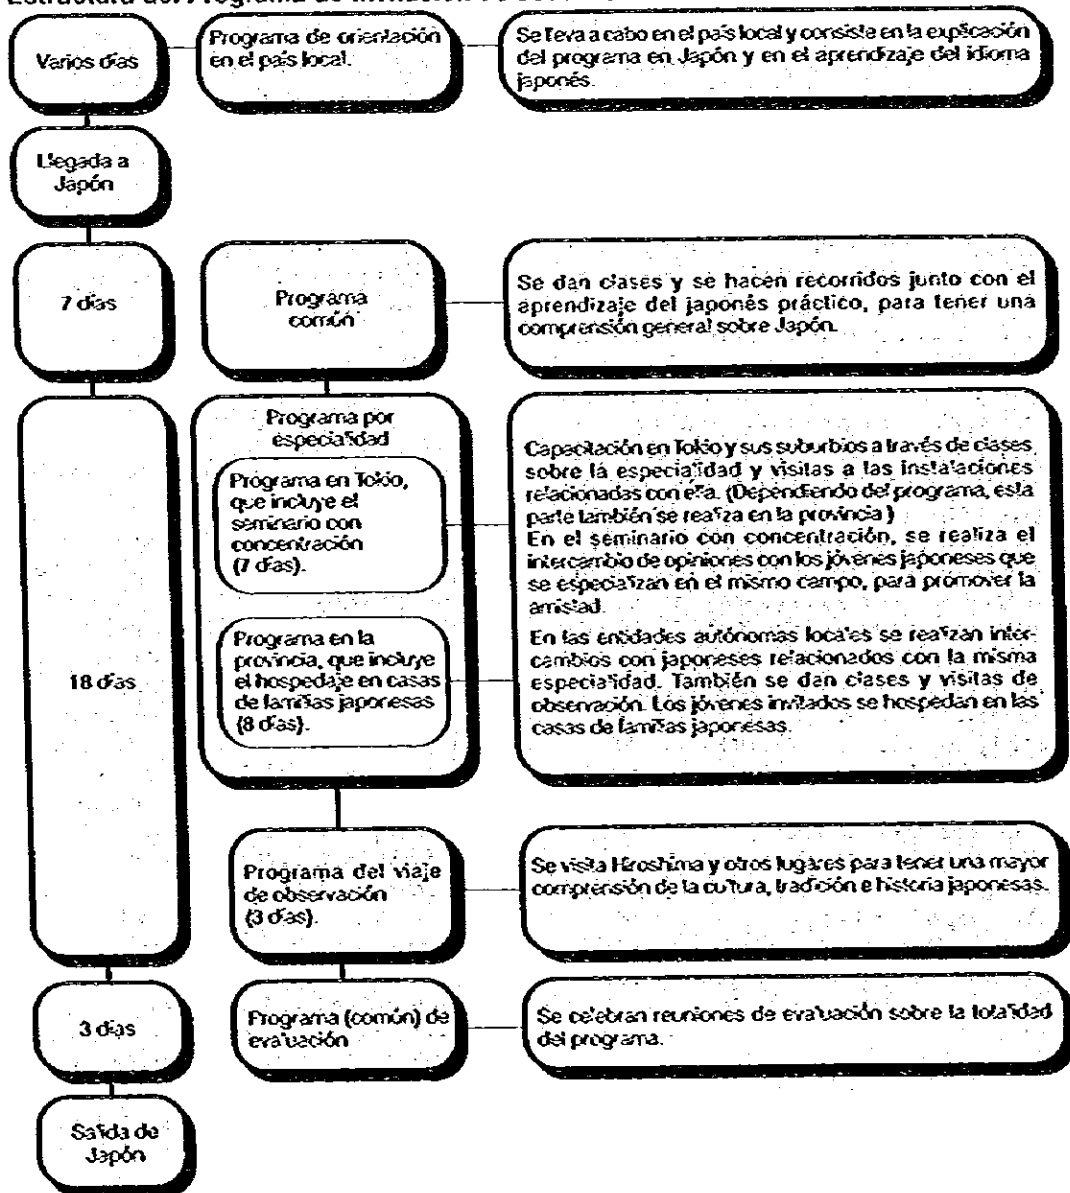 Estructura del Programa de Invitación
Varios días
Programa de orientación
en el país local.
Se lleva a cabo en el país local y consiste en la explicación
del programa en Japón y en el aprendizaje del idioma
japonés.
Llegada a
Japón
7 días
Programa
común
Se dan clases y se hacen recorridos junto con el
aprendizaje del japonés práctico, para tener una
comprensión general sobre Japón.
18 días
Programa por
especialidad
Programa en Tokio,
que incluye el
seminario con
concentración
(7 días).
Capacitación en Tokio y sus suburbios a través de clases
sobre la especialidad y visitas a las instalaciones
relacionadas con ella. (Dependiendo del programa, esta
parte también se realiza en la provincia)
En el seminario con concentración, se realiza el
intercambio de opiniones con los jóvenes japoneses que
se especializan en el mismo campo, para promover la
amistad.
Programa en la
provincia, que incluye
el hospedaje en casas
de familias japonesas
(8 días).
En las entidades autónomas locales se realizan inter-
cambios con japoneses relacionados con la misma
especialidad. También se dan clases y visitas de
observación. Los jóvenes invitados se hospedan en las
casas de familias japonesas.
Programa del viaje
de observación
(3 días).
Se visita Hiroshima y otros lugares para tener una mayor
comprensión de la cultura, tradición e historia japonesas.
3 días
Programa (común) de
evaluación
Se celebran reuniones de evaluación sobre la totalidad
del programa.
Salida de
Japón